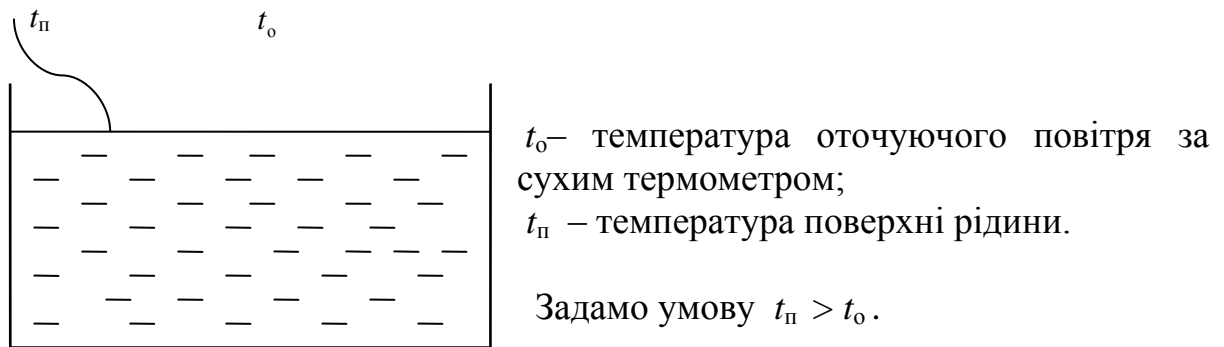 tп tо
tо– температура оточуючого повітря за
сухим термометром;
tп – температура поверхні рідини.
Задамо умову tп > tо.